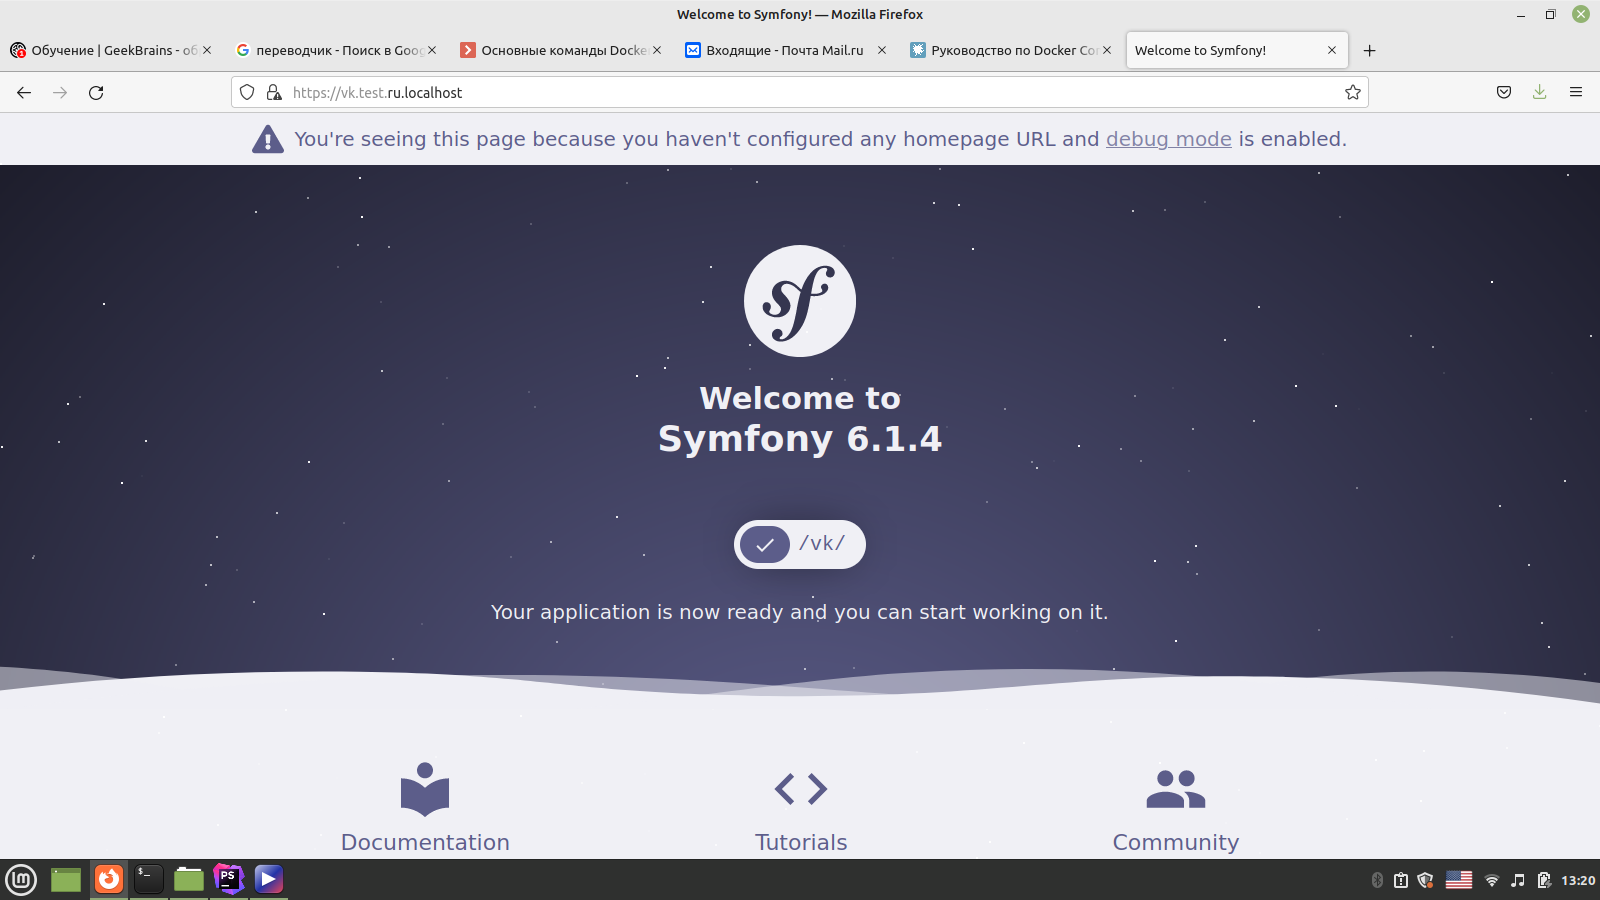 Welcome to Symfony! — Mozilla Firefox
Обучение | GeekBrains - об
переводчик - Поиск в Goog
Основные команды Docke
Входящие - Почта Mail.ru
Руководство по Docker Co
Welcome to Symfony!
https://vk.test.ru.localhost
You're seeing this page because you haven't configured any homepage URL and debug mode is enabled.
sf
Welcome to
Symfony 6.1.4
/vk/
Your application is now ready and you can start working on it.
Documentation
Tutorials
Community
lm
$_
PS
13:20